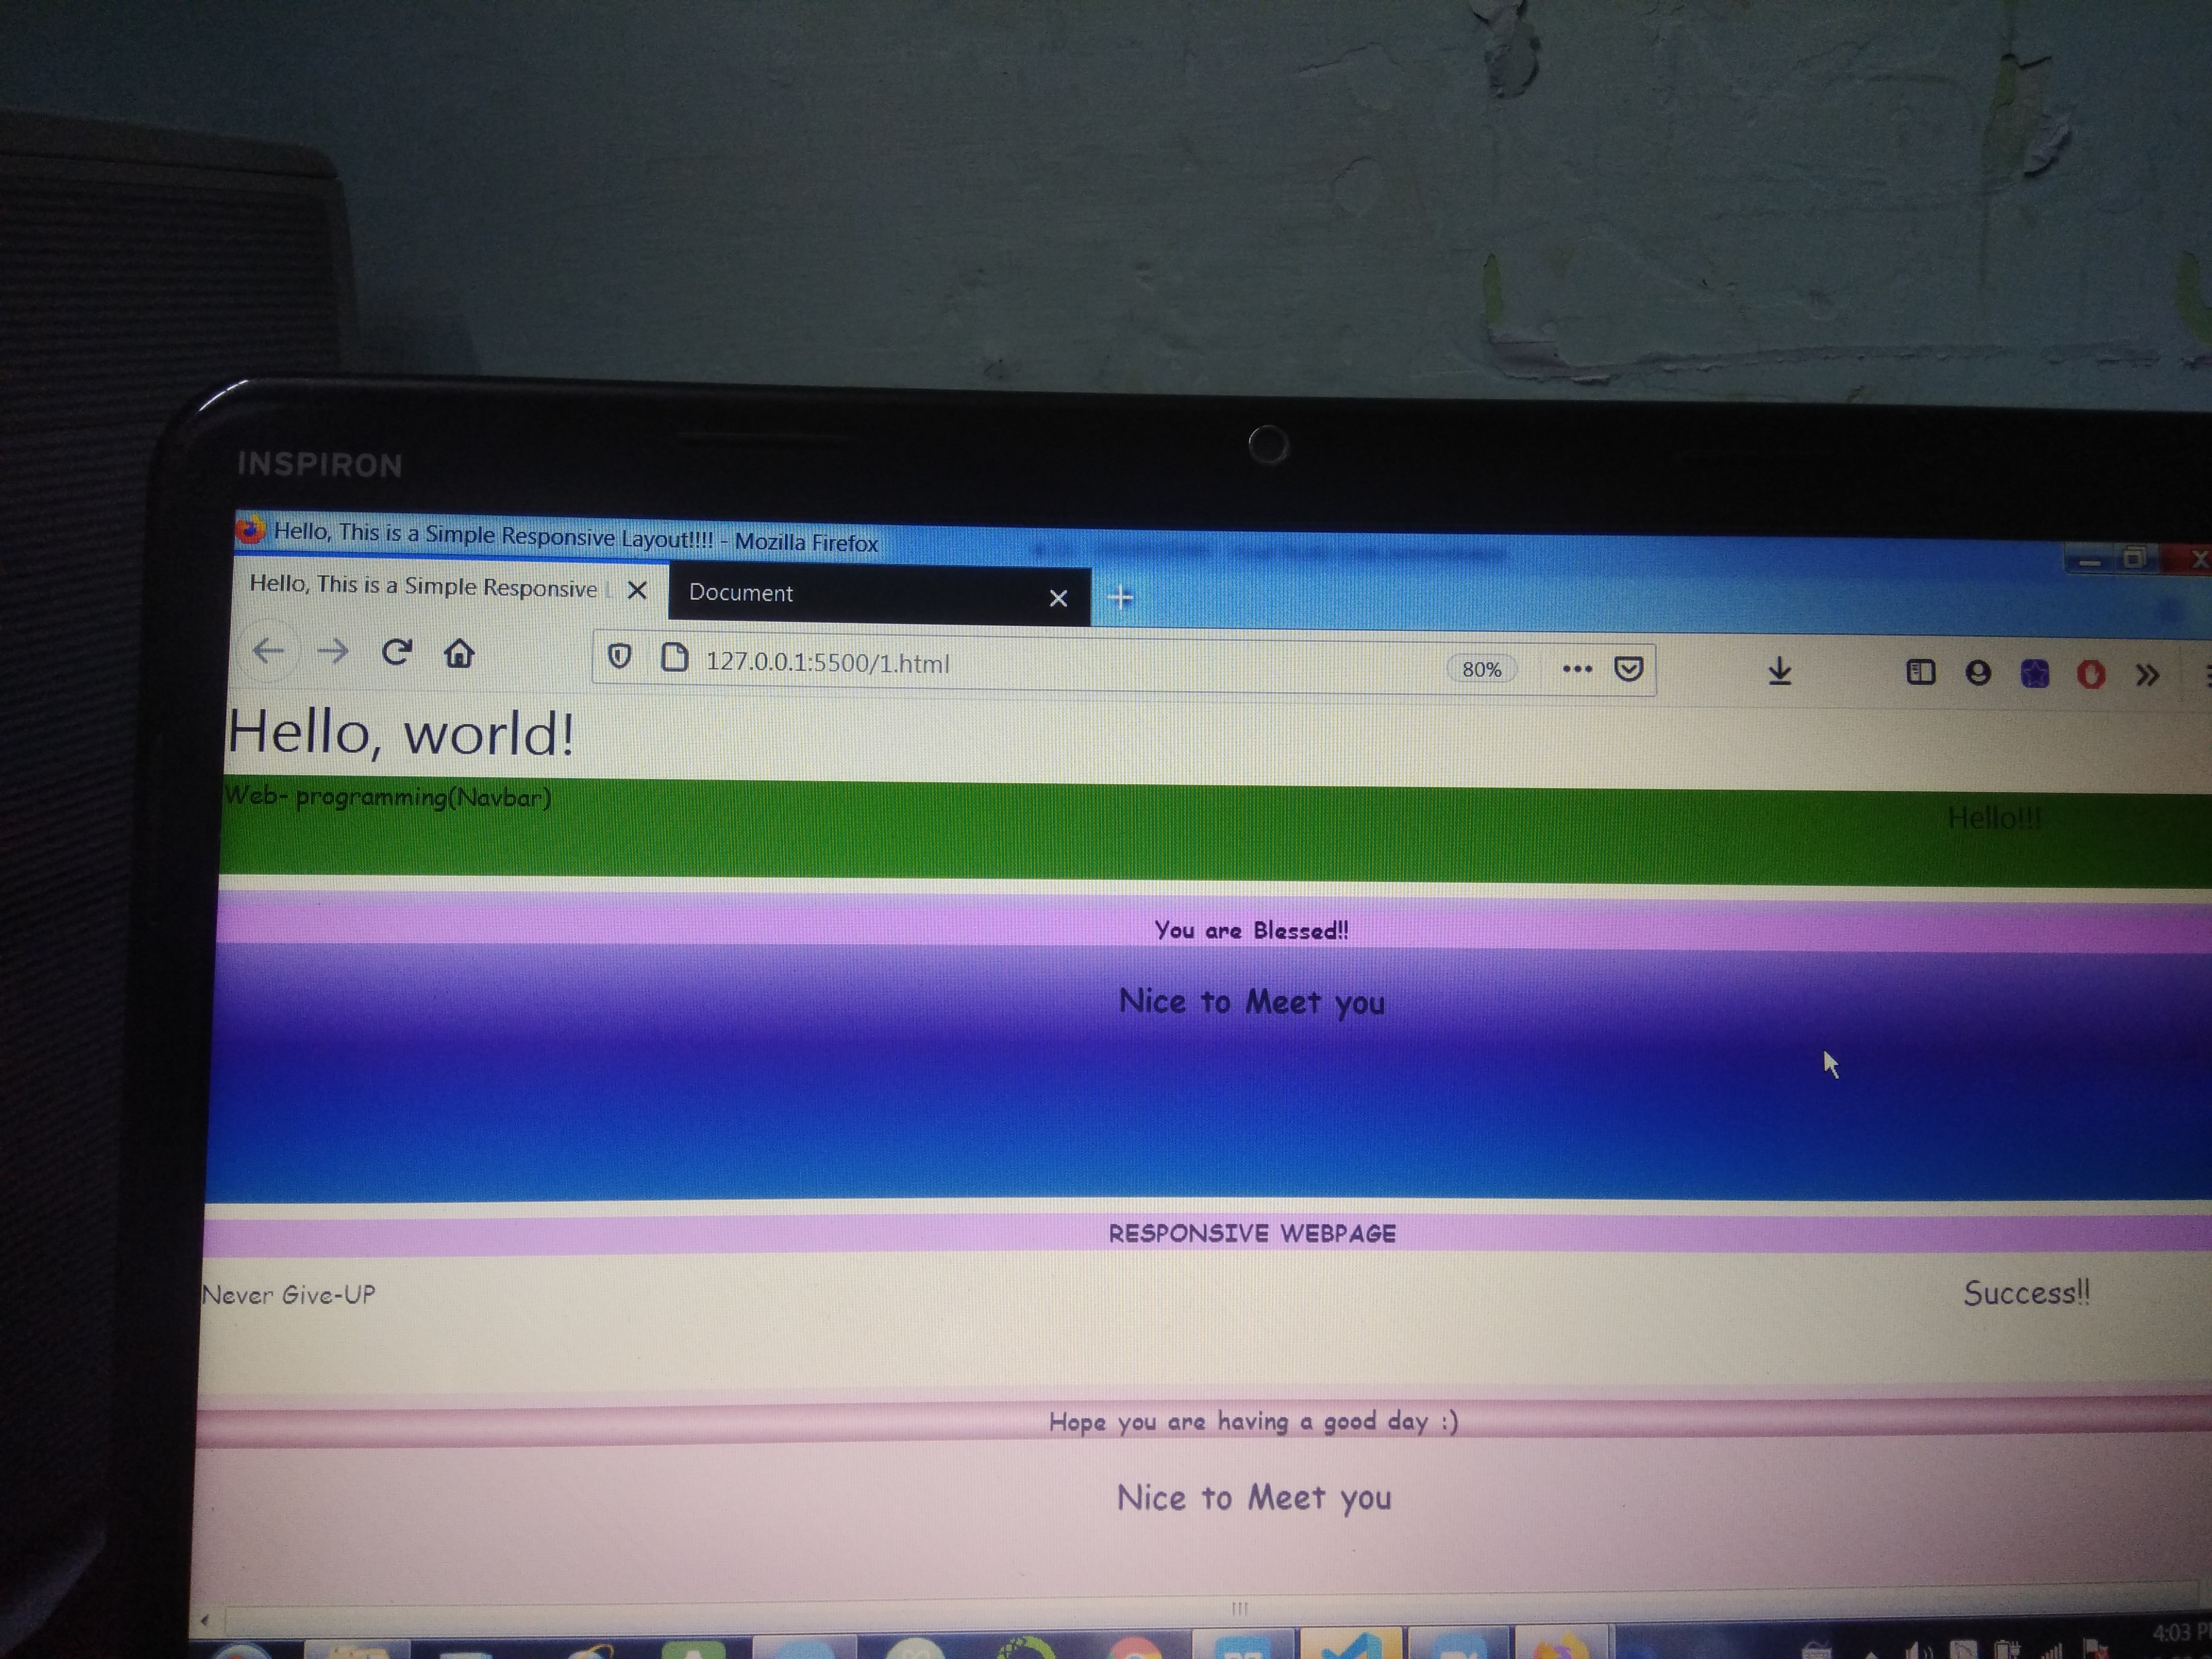 INSPIRON
Hello, This is a Simple Responsive Layout!!!! - Mozilla Firefox
Hello, This is a Simple Responsive
Document
127.0.0.1:5500/1.html
80%
Hello, world!
Web- programming(Navbar)
Hello!!!
You are Blessed!!
Nice to Meet you
RESPONSIVE WEBPAGE
Never Give-UP
Success!!
Hope you are having a good day :)
Nice to Meet you
4:03